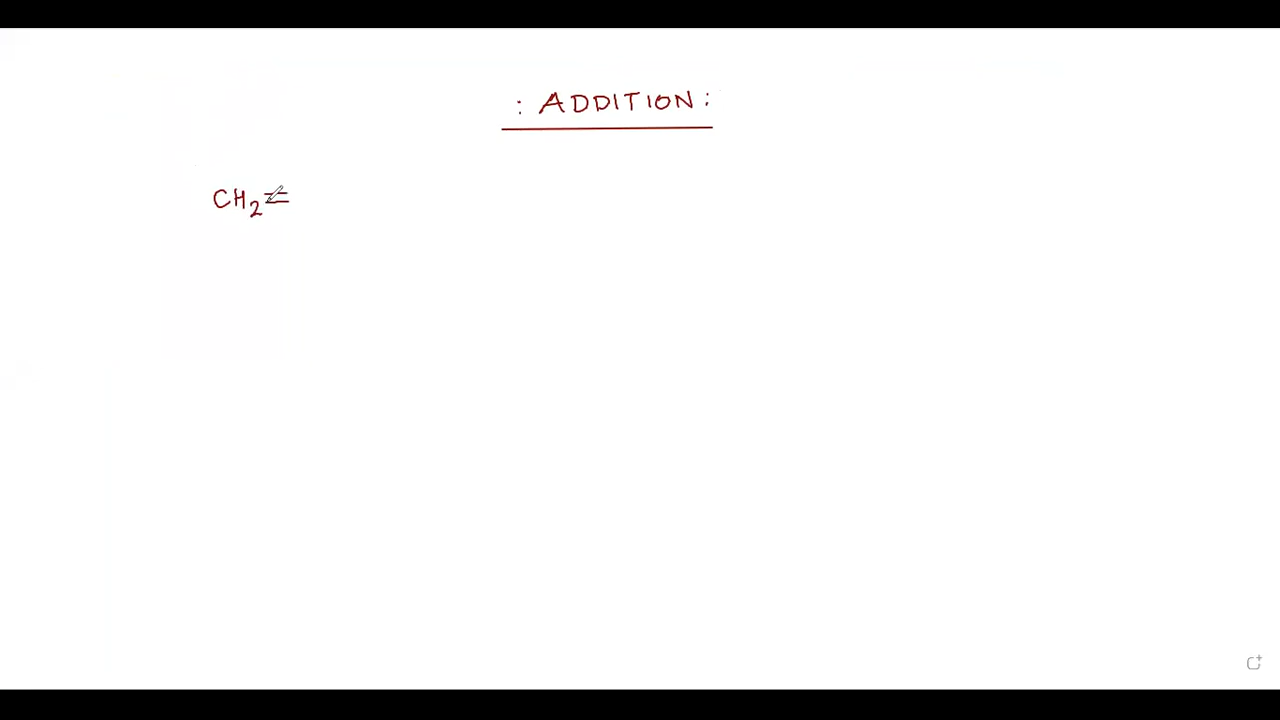 : ADDITION :
CH₂=